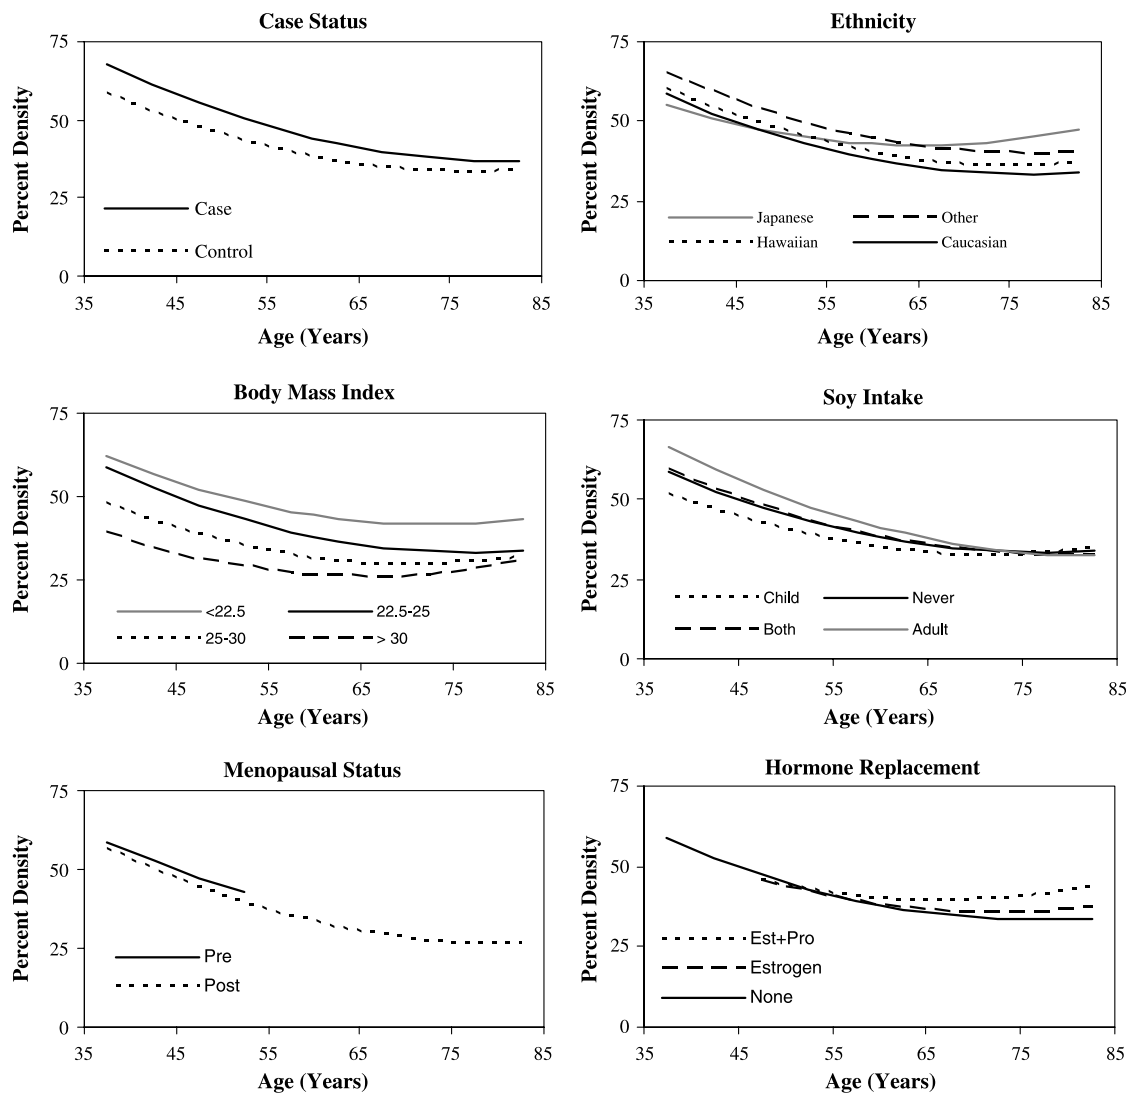 Case Status
75
50
25
0
Percent Density
Case
Control
35 45 55 65 75 85
Age (Years)
Ethnicity
75
50
25
0
Percent Density
Japanese Other
Hawaiian Caucasian
35 45 55 65 75 85
Age (Years)
Body Mass Index
75
50
25
0
Percent Density
<22.5 22.5-25
25-30 > 30
35 45 55 65 75 85
Age (Years)
Soy Intake
75
50
25
0
Percent Density
Child Never
Both Adult
35 45 55 65 75 85
Age (Years)
Menopausal Status
75
50
25
0
Percent Density
Pre
Post
35 45 55 65 75 85
Age (Years)
Hormone Replacement
75
50
25
0
Percent Density
Est+Pro
Estrogen
None
35 45 55 65 75 85
Age (Years)